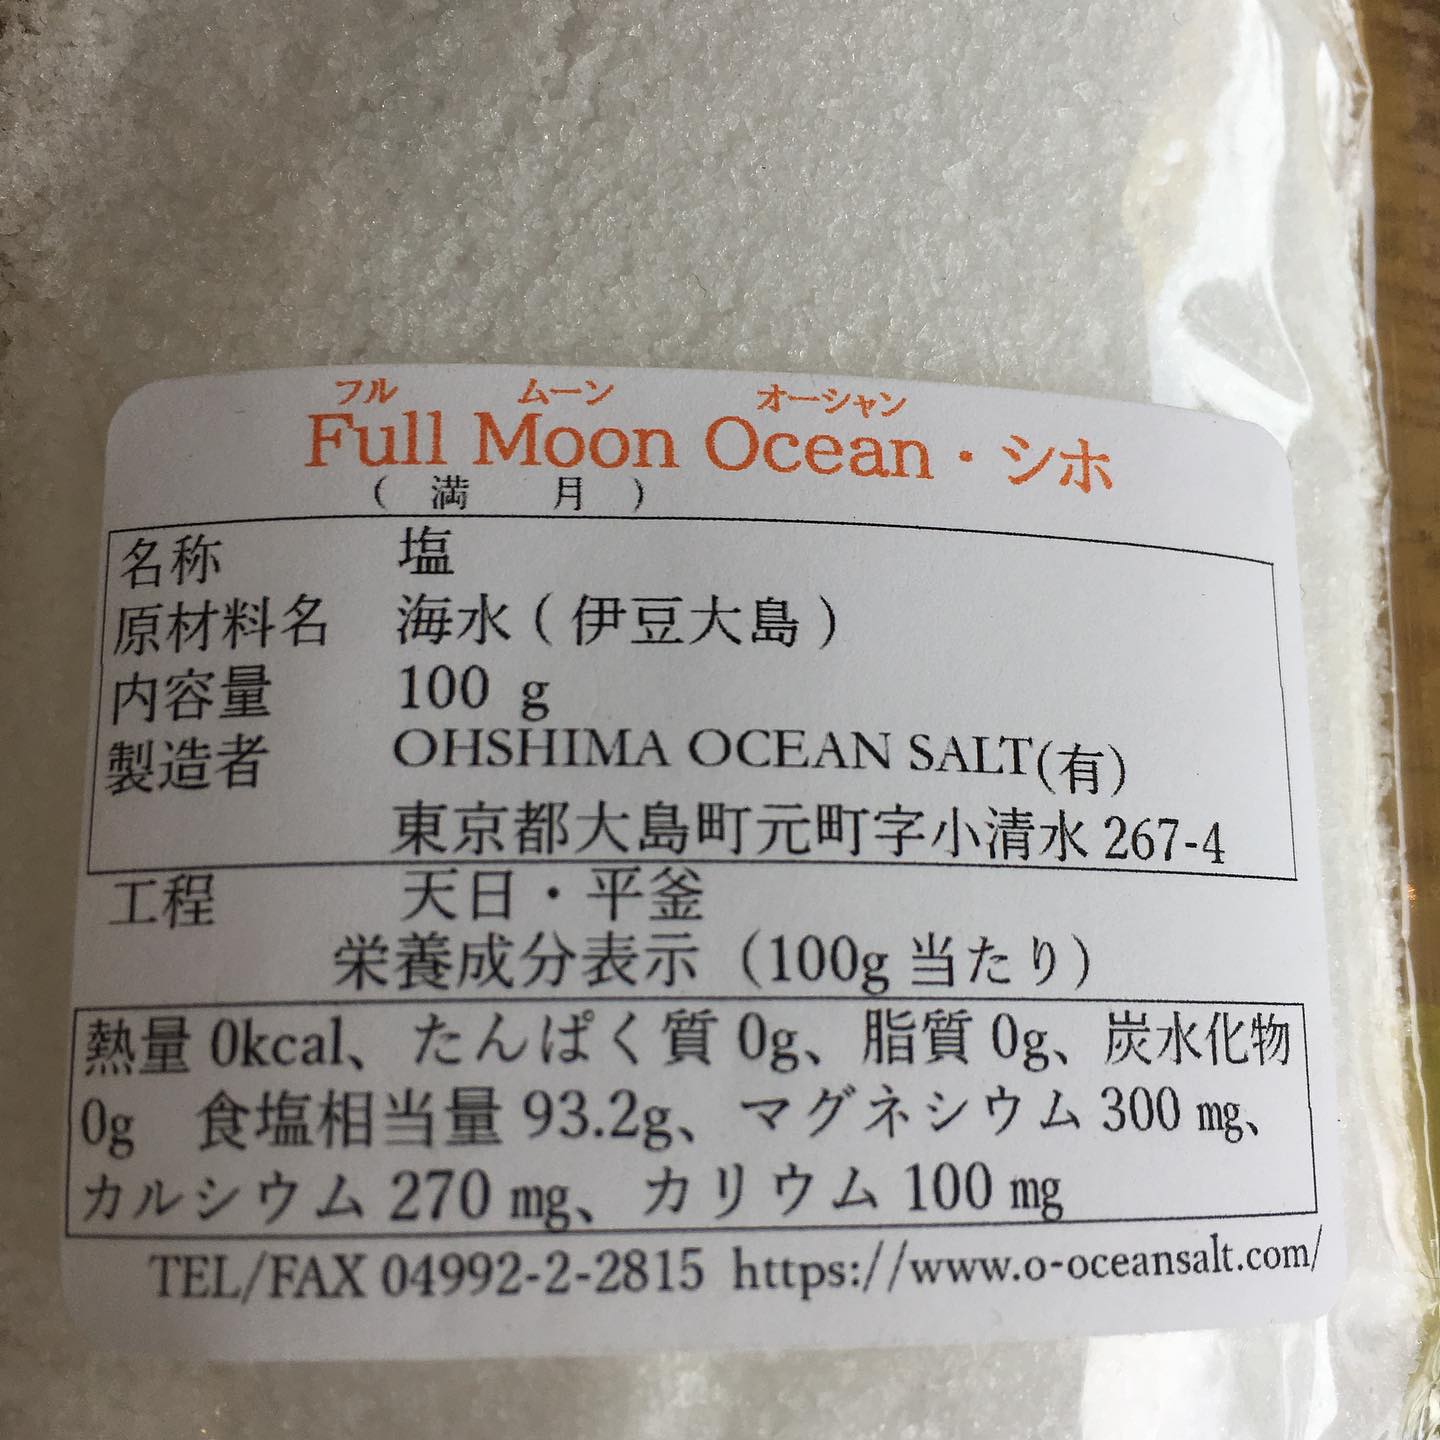 フル ムーン オーシャン
Full Moon Ocean・シホ
(満 月)
名称 塩
原材料名 海水(伊豆大島)
内容量 100 g
製造者 OHSHIMA OCEAN SALT(有)
東京都大島町元町字小清水 267-4
工程 天日・平釜
栄養成分表示(100g 当たり)
熱量 0kcal、たんぱく質 0g、脂質 0g、炭水化物
0g 食塩相当量 93.2g、マグネシウム 300 ㎎、
カルシウム 270 ㎎、カリウム 100 ㎎
TEL/FAX 04992-2-2815 https://www.o-oceansalt.com/